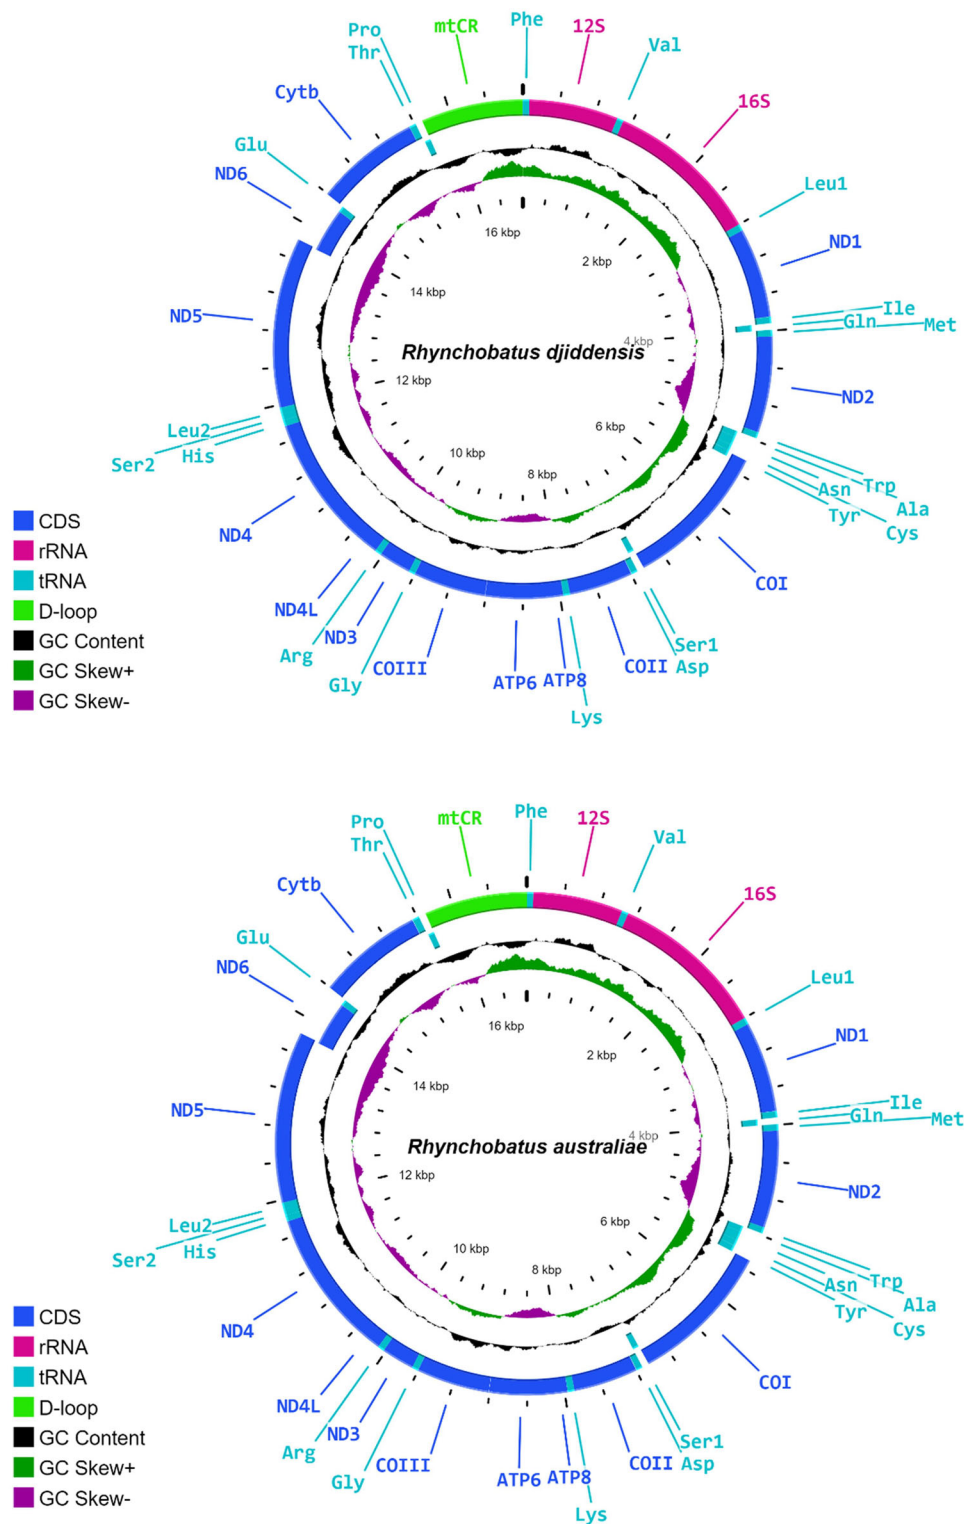 Phe
mtCR
12S
Pro
Thr
Val
Cytb
16S
Glu
ND6
Leu1
ND1
16 kbp
2 kbp
14 kbp
Ile
ND5
Gln
Met
4 kbp
Rhynchobatus djiddensis
12 kbp
ND2
Leu2
6 kbp
His
Ser2
10 kbp
8 kbp
Trp
Asn
Ala
Tyr
Cys
CDS
ND4
rRNA
tRNA
COI
D-loop
ND4L
ND3
GC Content
Arg
Ser1
COIII
COII
Asp
GC Skew+
Gly
ATP6
ATP8
GC Skew-
Lys
Phe
mtCR
12S
Pro
Thr
Val
Cytb
16S
Glu
ND6
Leu1
ND1
16 kbp
2 kbp
14 kbp
Ile
ND5
Gln
Met
4 kbp
Rhynchobatus australiae
12 kbp
ND2
Leu2
6 kbp
His
Ser2
10 kbp
8 kbp
Trp
Asn
Ala
Tyr
Cys
CDS
ND4
rRNA
tRNA
COI
D-loop
ND4L
ND3
GC Content
Arg
Ser1
COIII
COII
Asp
GC Skew+
Gly
ATP6
ATP8
GC Skew-
Lys